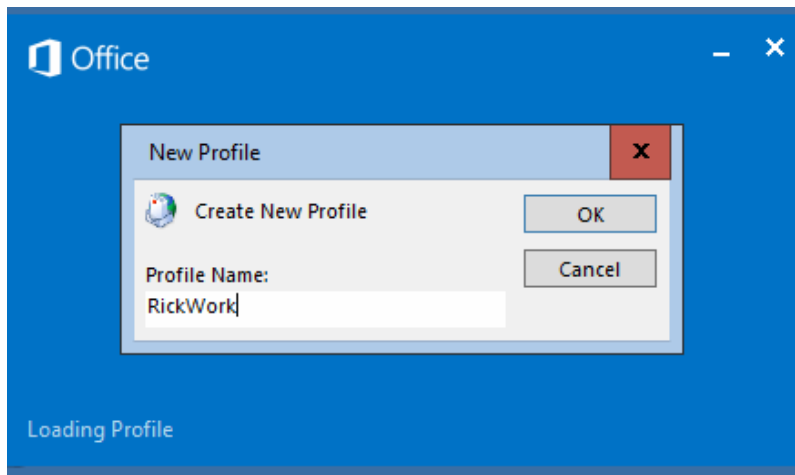 Office
New Profile
Create New Profile
OK
Cancel
Profile Name:
RickWork
Loading Profile